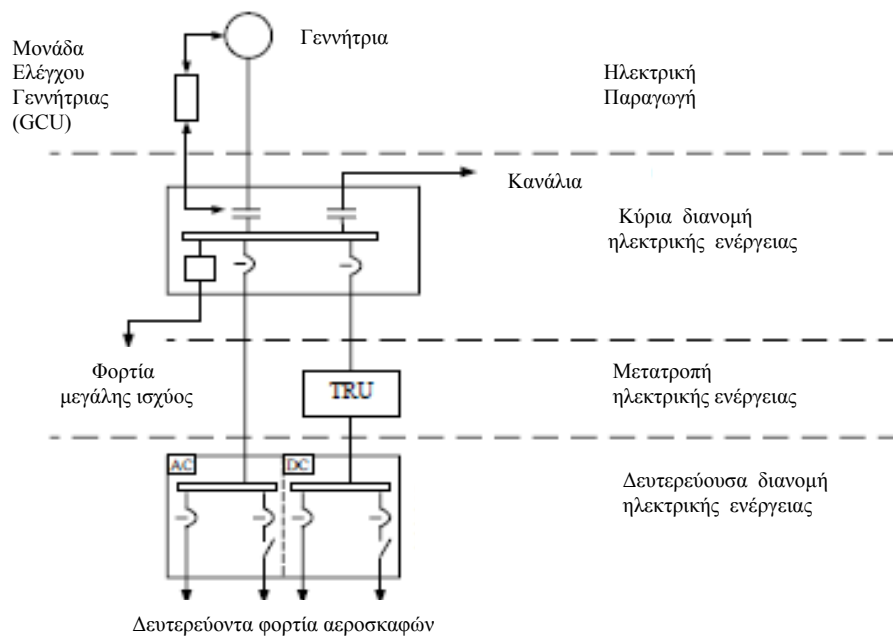 Γεννήτρια
Μονάδα
Ελέγχου
Γεννήτριας
(GCU)
Ηλεκτρική
Παραγωγή
Κανάλια
Κύρια διανομή
ηλεκτρικής ενέργειας
Φορτία
μεγάλης ισχύος
TRU
Μετατροπή
ηλεκτρικής ενέργειας
AC
DC
Δευτερεύουσα διανομή
ηλεκτρικής ενέργειας
Δευτερεύοντα φορτία αεροσκαφών